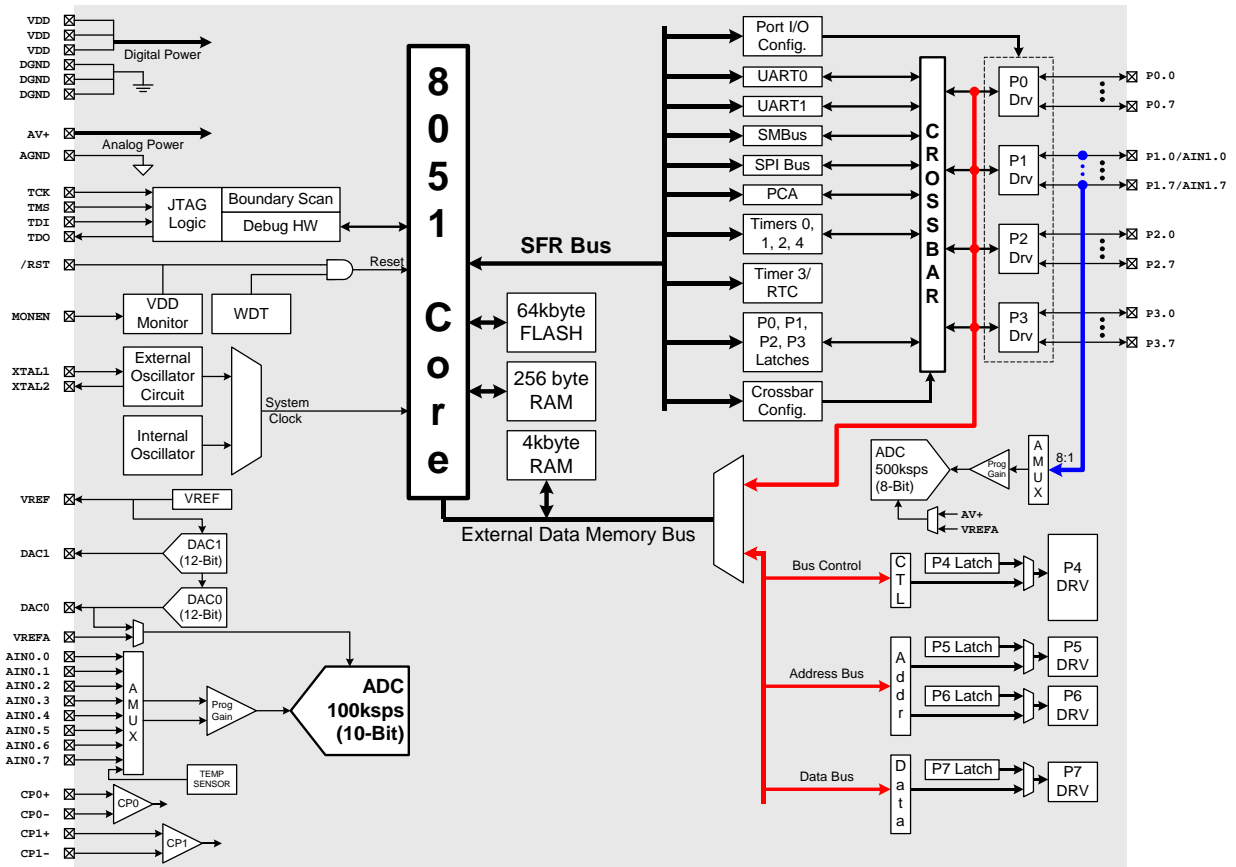 VDD
VDD
VDD
Digital Power
DGND
DGND
DGND
AV+
Analog Power
AGND
TCK
TMS
TDI
TDO
JTAG
Logic
Boundary Scan
Debug HW
/RST
Reset
MONEN
VDD
Monitor
WDT
XTAL1
XTAL2
External
Oscillator
Circuit
Internal
Oscillator
System
Clock
VREF
VREF
DAC1
DAC1
(12-Bit)
DAC0
DAC0
(12-Bit)
VREFA
AIN0.0
AIN0.1
AIN0.2
AIN0.3
AIN0.4
AIN0.5
AIN0.6
AIN0.7
AMUX
Prog
Gain
ADC
100ksps
(10-Bit)
TEMP
SENSOR
CP0+
CP0-
CP0
CP1+
CP1-
CP1
8051 Core
SFR Bus
64kbyte
FLASH
256 byte
RAM
4kbyte
RAM
External Data Memory Bus
Port I/O
Config.
UART0
UART1
SMBus
SPI Bus
PCA
Timers 0,
1, 2, 4
Timer 3/
RTC
P0, P1,
P2, P3
Latches
Crossbar
Config.
CROSSBAR
P0
Drv
P1
Drv
P2
Drv
P3
Drv
P0.0
P0.7
P1.0/AIN1.0
P1.7/AIN1.7
P2.0
P2.7
P3.0
P3.7
ADC
500ksps
(8-Bit)
Prog
Gain
AMUX
8:1
AV+
VREFA
Bus Control
CTL
P4 Latch
P4
DRV
Address Bus
Addr
P5 Latch
P5
DRV
P6 Latch
P6
DRV
Data Bus
Data
P7 Latch
P7
DRV